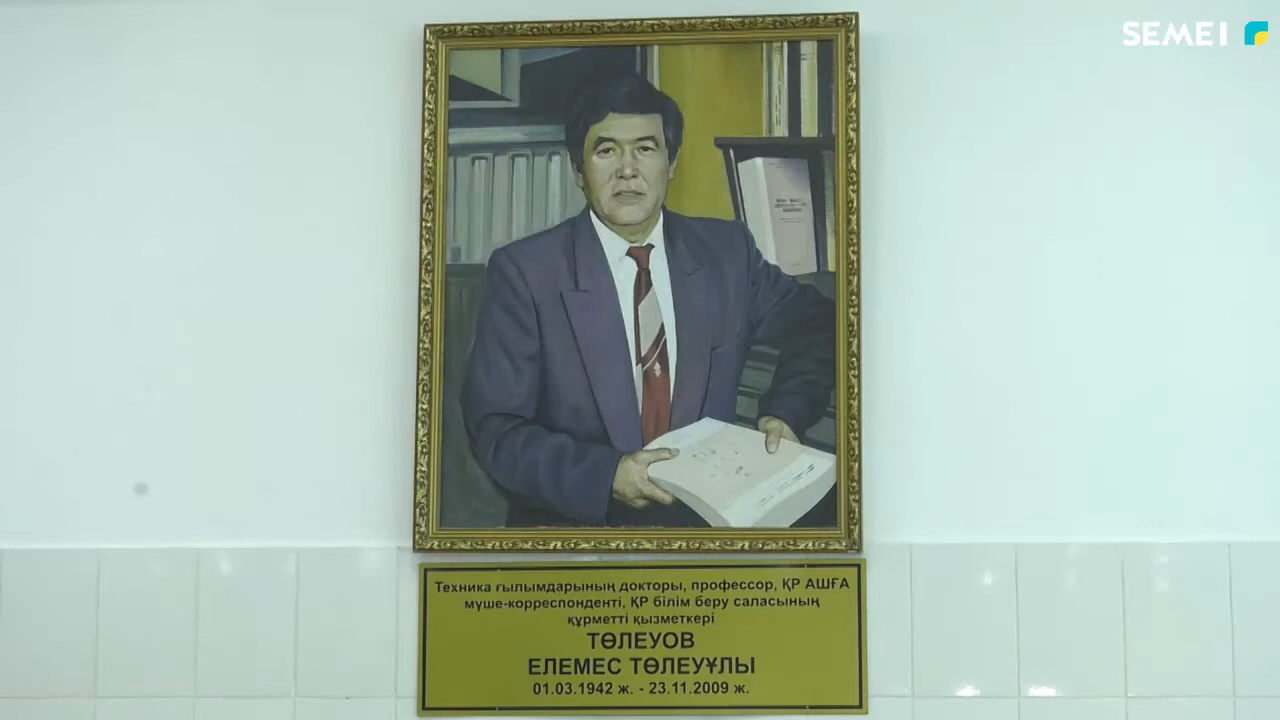 SEMEI
Техника ғылымдарының докторы, профессор, ҚР АШҒА
мүше-корреспонденті, ҚР білім беру саласының
құрметті қызметкері
ТӨЛЕУОВ
ЕЛЕМЕС ТӨЛЕУҰЛЫ
01.03.1942 ж. - 23.11.2009 ж.